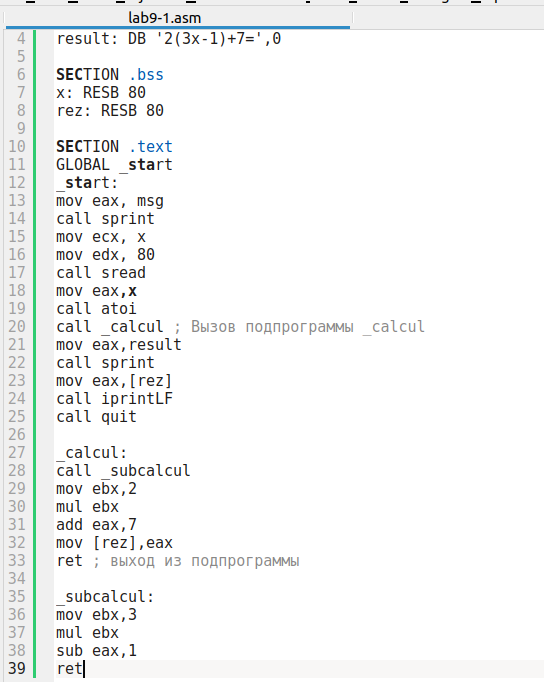 lab9-1.asm
4 result: DB '2(3x-1)+7=',0
5
6 SECTION .bss
7 x: RESB 80
8 rez: RESB 80
9
10 SECTION .text
11 GLOBAL _start
12 _start:
13 mov eax, msg
14 call sprint
15 mov ecx, x
16 mov edx, 80
17 call sread
18 mov eax,x
19 call atoi
20 call _calcul ; Вызов подпрограммы _calcul
21 mov eax,result
22 call sprint
23 mov eax,[rez]
24 call iprintLF
25 call quit
26
27 _calcul:
28 call _subcalcul
29 mov ebx,2
30 mul ebx
31 add eax,7
32 mov [rez],eax
33 ret ; выход из подпрограммы
34
35 _subcalcul:
36 mov ebx,3
37 mul ebx
38 sub eax,1
39 ret